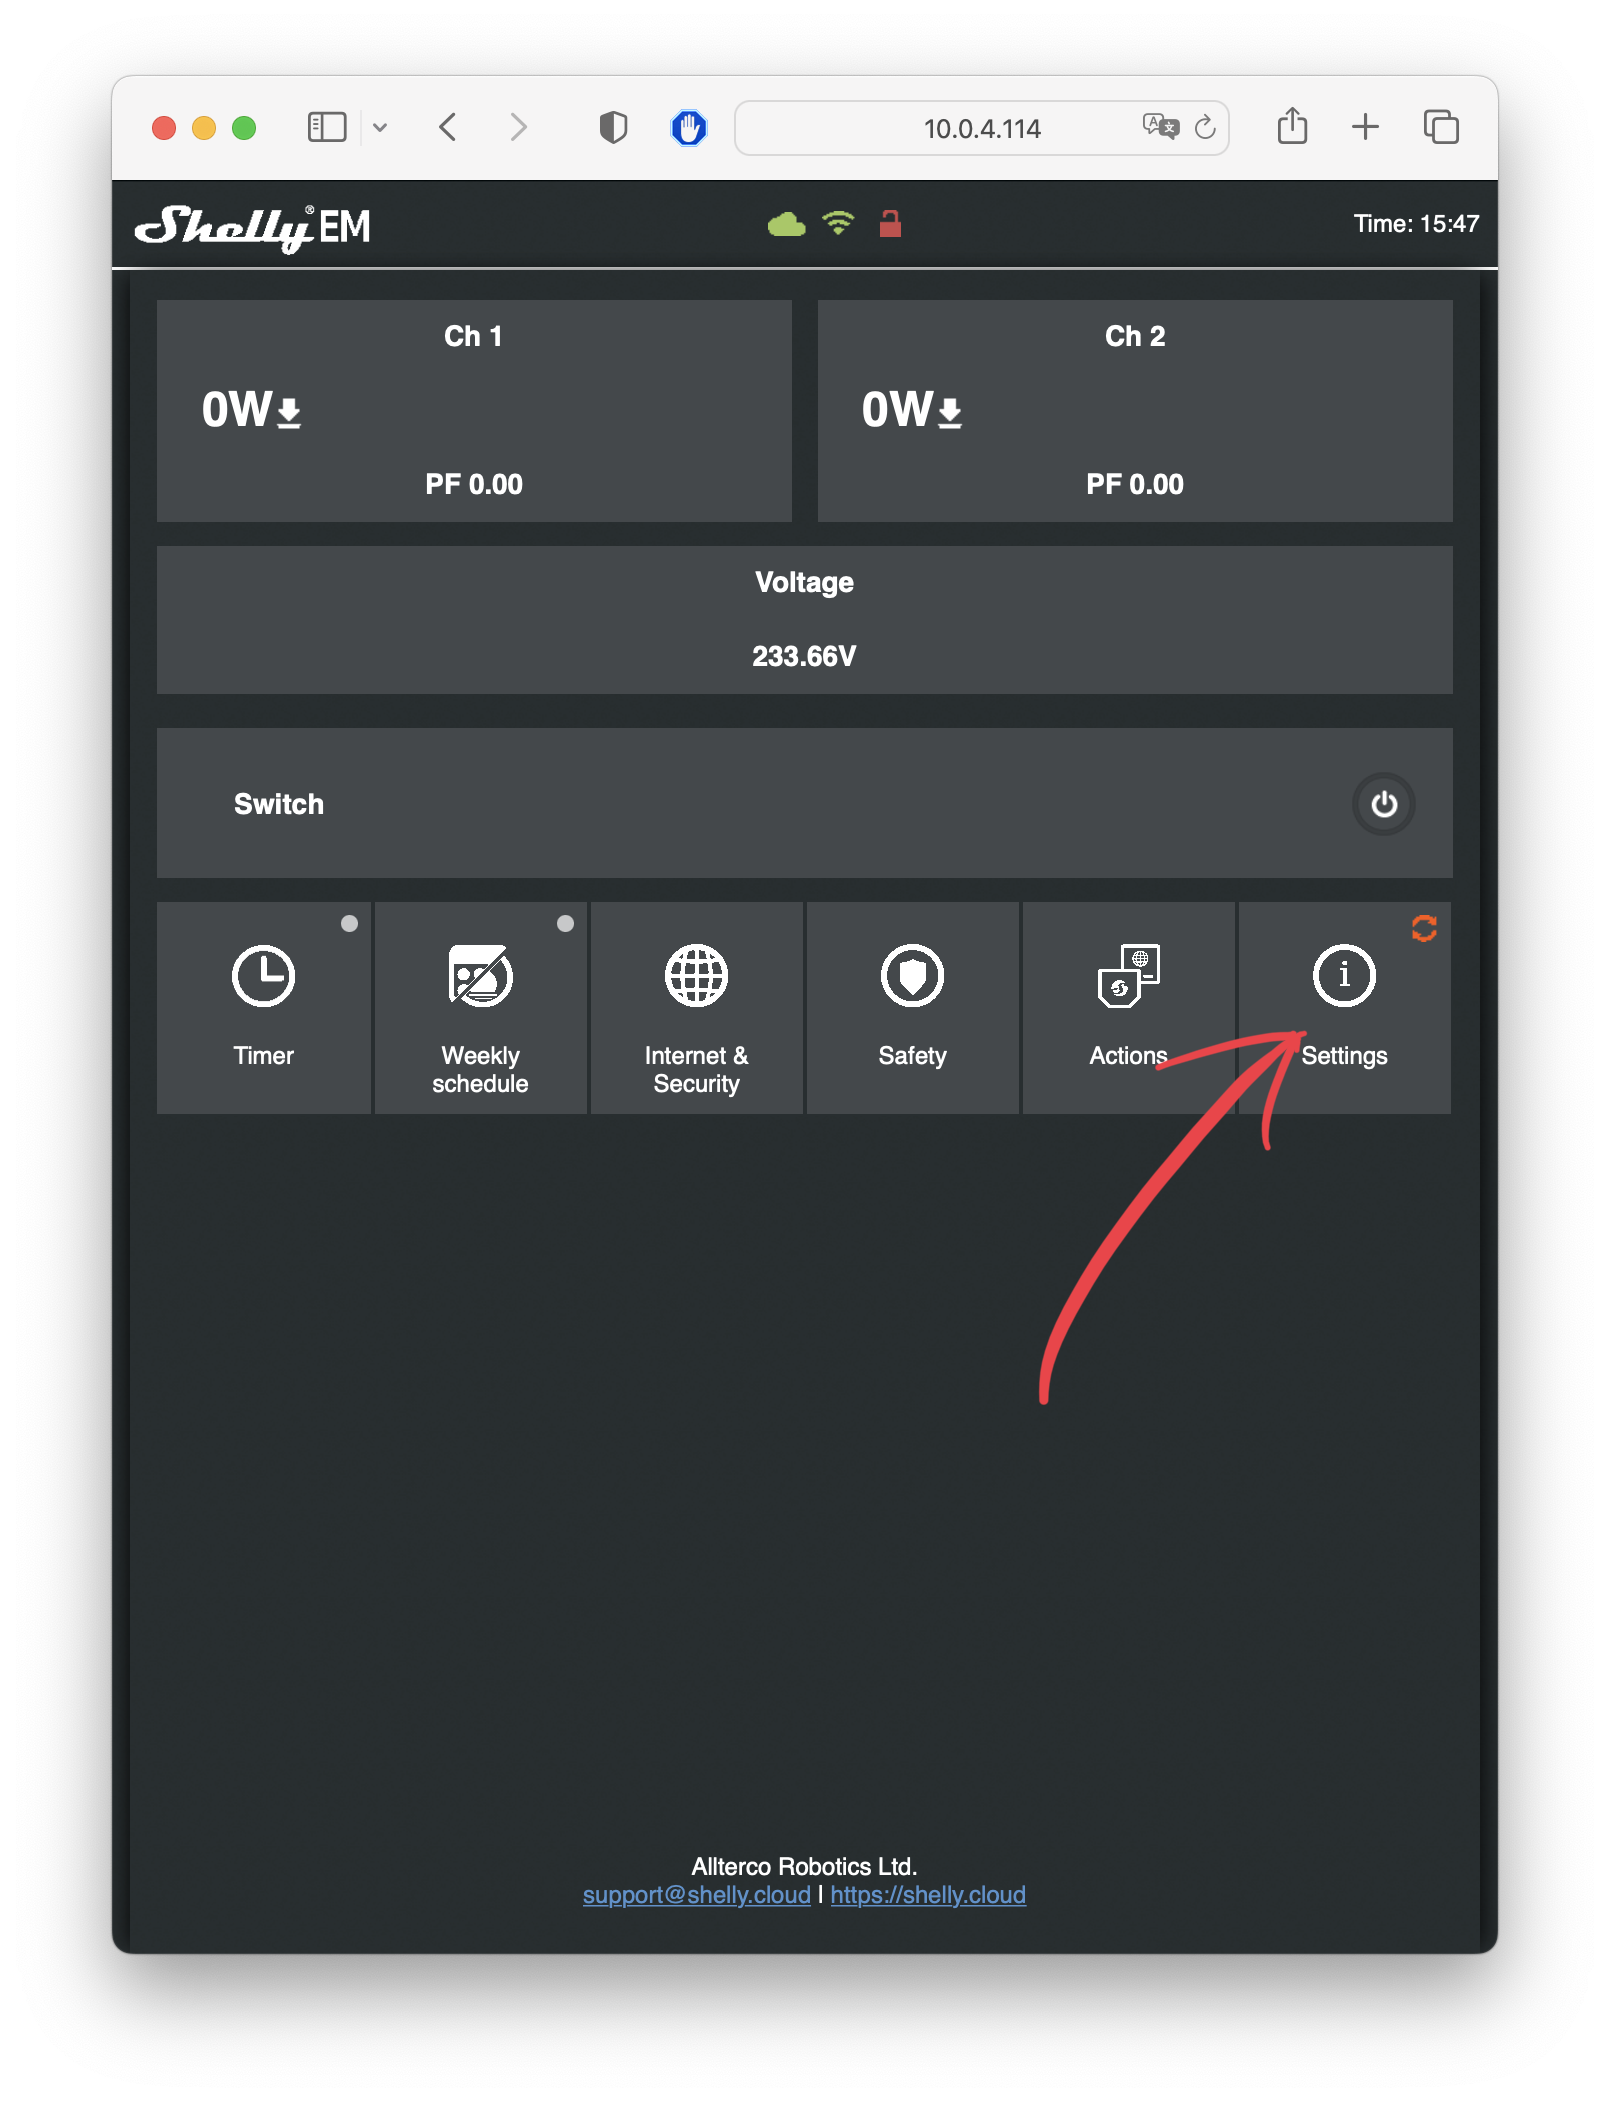 10.0.4.114
Shelly® EM
Time: 15:47
Ch 1
0W
PF 0.00
Ch 2
0W
PF 0.00
Voltage
233.66V
Switch
Timer
Weekly
schedule
Internet &
Security
Safety
Actions
Settings
Allterco Robotics Ltd.
support@shelly.cloud | https://shelly.cloud